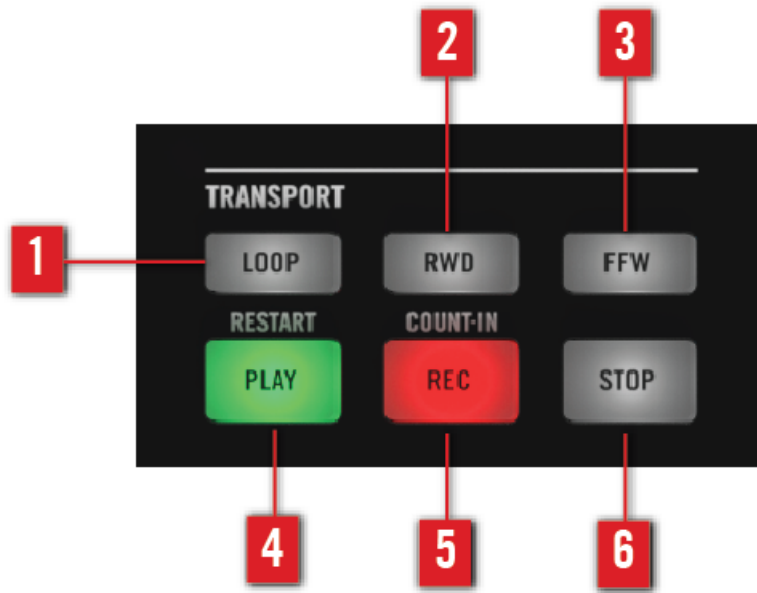 2 3
TRANSPORT
1 LOOP RWD FFW
RESTART COUNT-IN
PLAY REC STOP
4 5 6